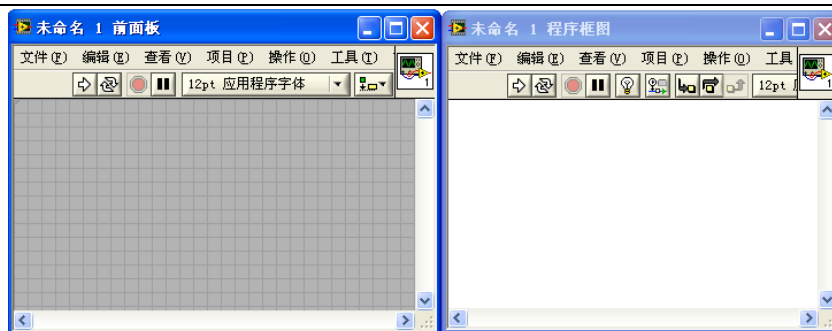 未命名 1 前面板
文件(F) 编辑(E) 查看(V) 项目(P) 操作(O) 工具(T)
12pt 应用程序字体
1
未命名 1 程序框图
文件(F) 编辑(E) 查看(V) 项目(P) 操作(O) 工具
12pt
1